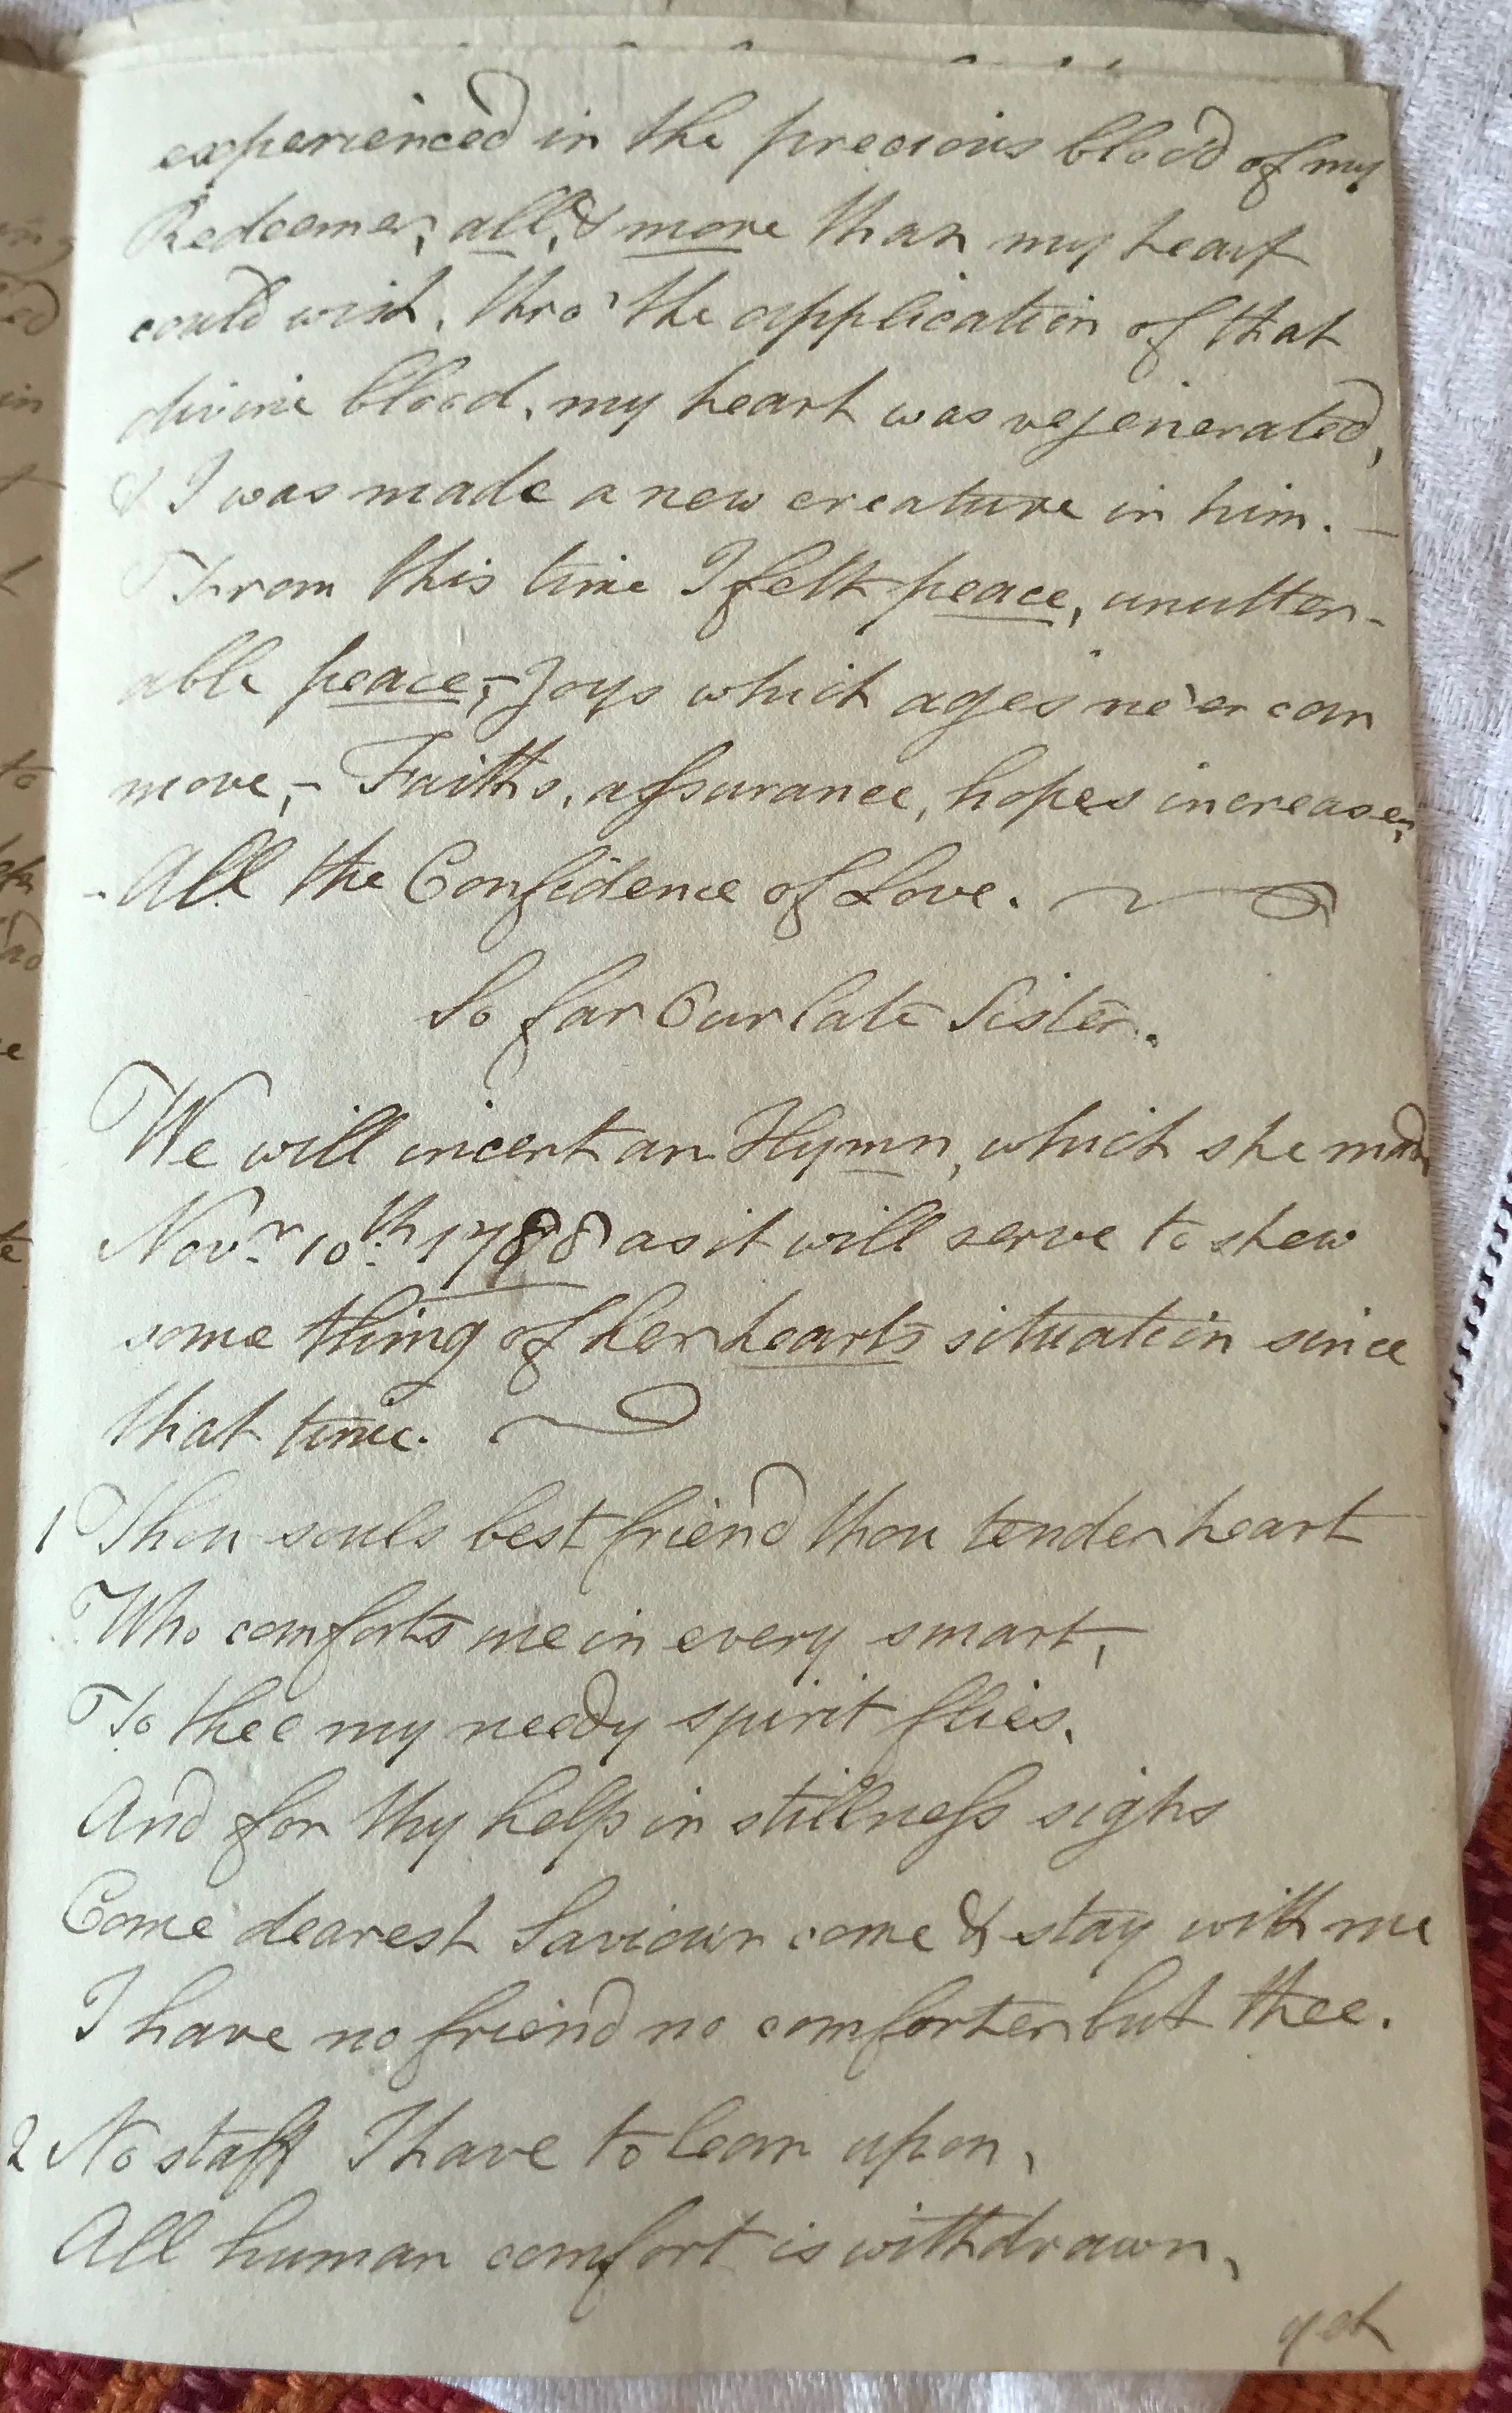 experienced in the precious blood of my
Redeemer, all, & more than my heart
could wish, thro' the application of that
divine blood, my heart was regenerated,
& I was made a new creature in him. —
From this time I felt peace, unutter-
able peace, - Joys which ages ne'er can
move, - Faith's, assurance, hopes increase,
- All the Confidence of Love.
So far Our late Sister.
We will incert an Hymn, which she made
Novr. 10th. 1788 as it will serve to shew
some thing of her hearts situation since
that time.
1 Thou souls best friend thou tender heart
Who comforts me in every smart,
To thee my needy spirit flies,
And for thy help in stillness sighs
Come dearest Saviour come & stay with me
I have no friend no comforter but thee.
2 No staff I have to lean upon,
All human comfort is withdrawn,
yet